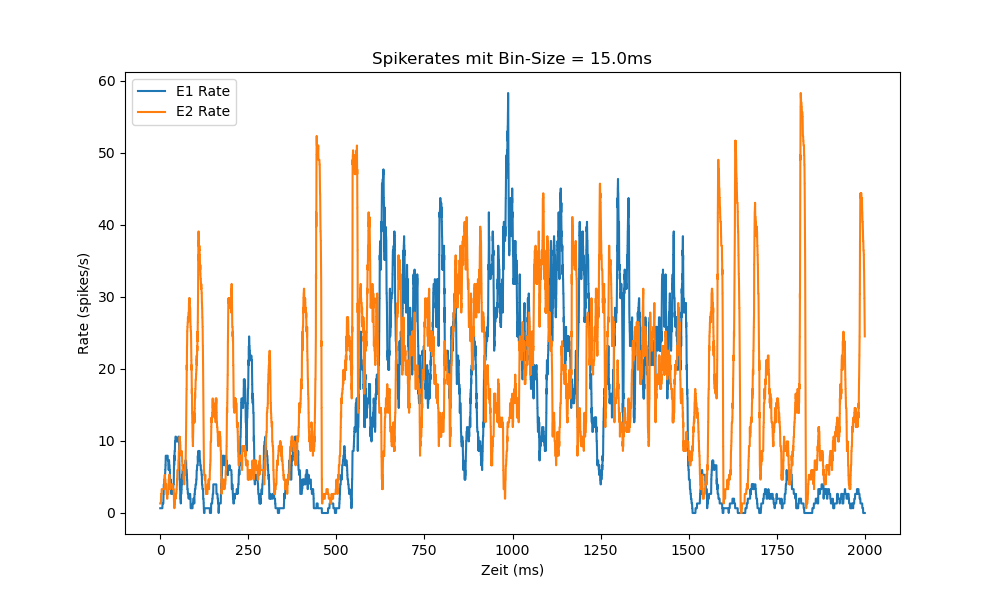 Spikerates mit Bin-Size = 15.0ms
E1 Rate
E2 Rate
60
50
40
30
20
10
0
Rate (spikes/s)
0 250 500 750 1000 1250 1500 1750 2000
Zeit (ms)